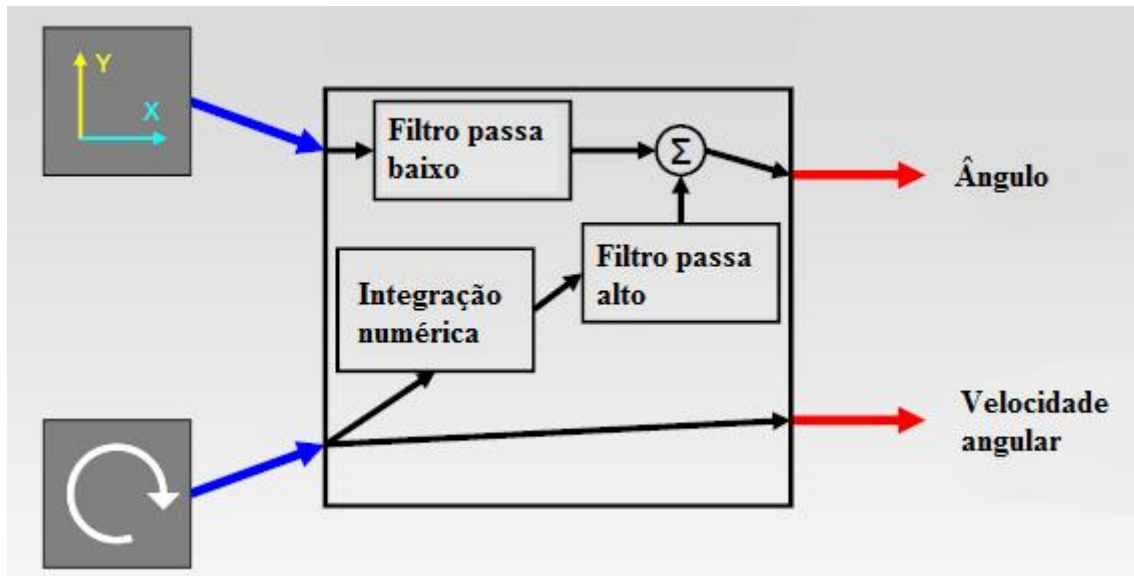 Y
X
Filtro passa
baixo
Σ
Ângulo
Filtro passa
alto
Integração
numérica
Velocidade
angular